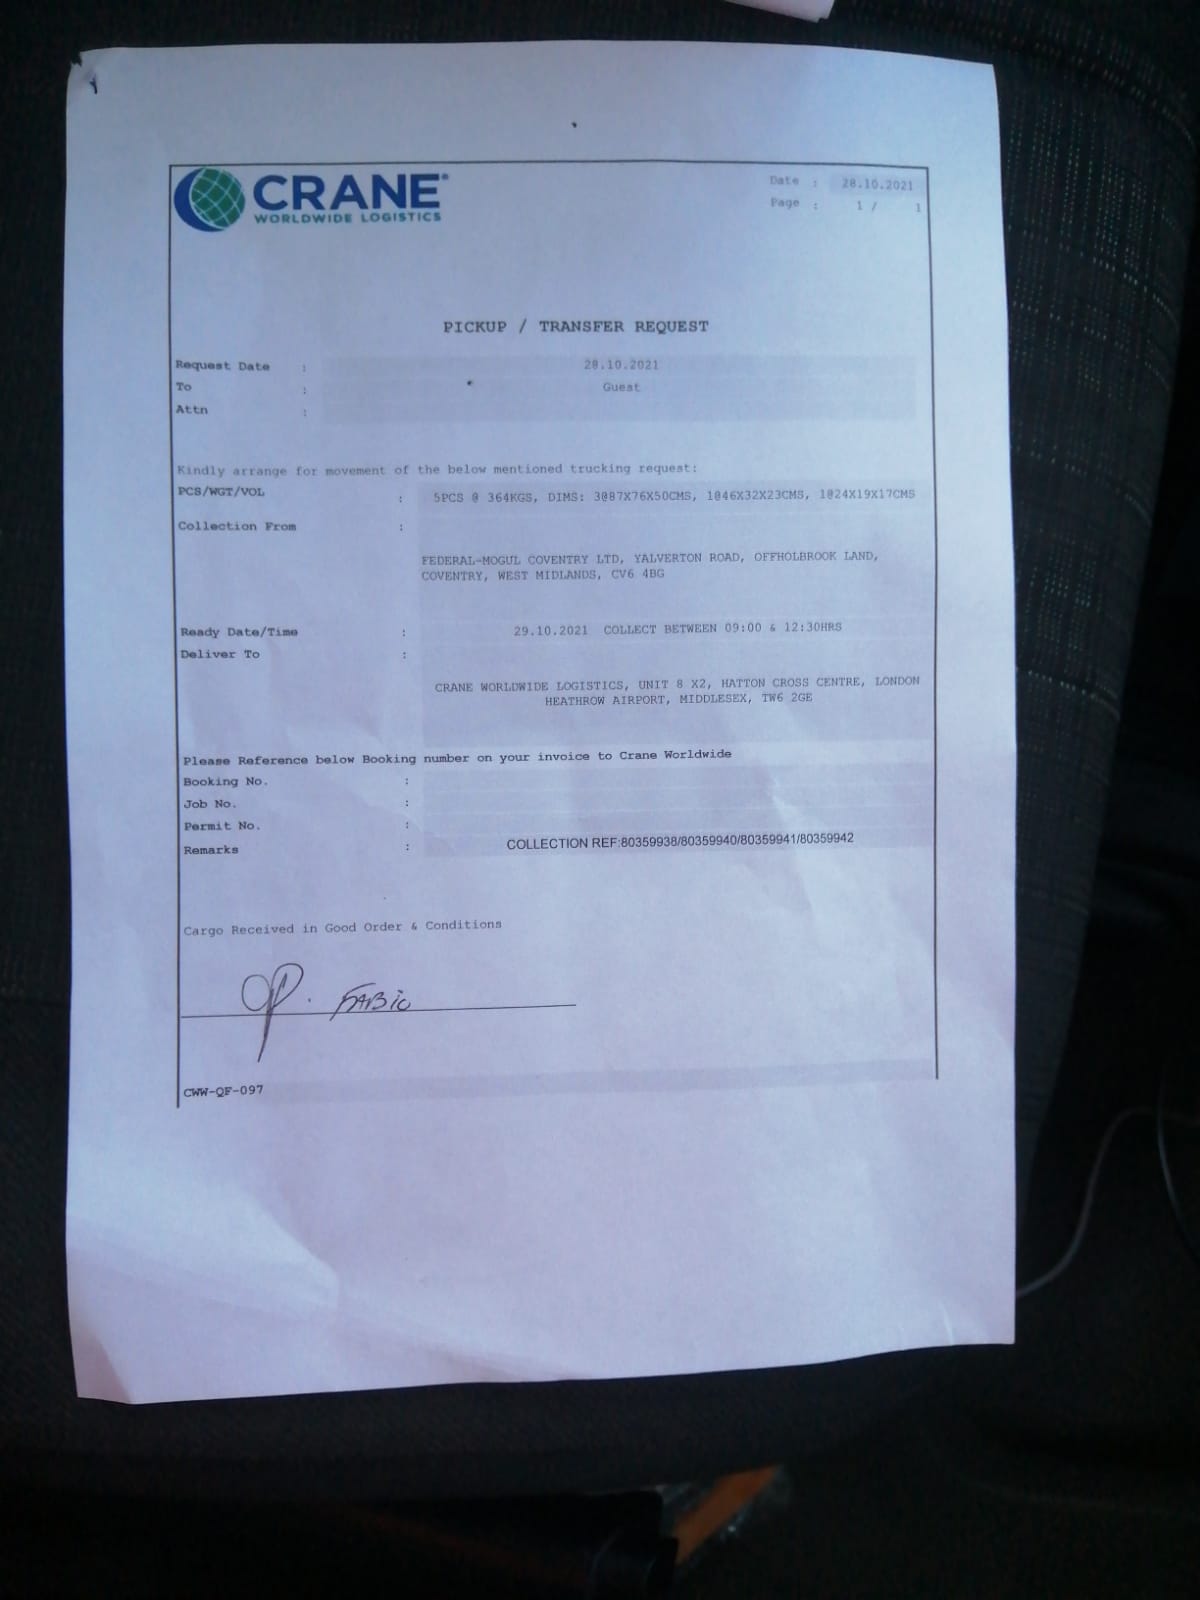 CRANE
WORLDWIDE LOGISTICS
Date : 28.10.2021
Page : 1 / 1
PICKUP / TRANSFER REQUEST
Request Date : 28.10.2021
To : Guest
Attn :
Kindly arrange for movement of the below mentioned trucking request:
PCS/WGT/VOL : 5PCS @ 364KGS, DIMS: 3@87X76X50CMS, 1@46X32X23CMS, 1@24X19X17CMS
Collection From :
FEDERAL-MOGUL COVENTRY LTD, YALVERTON ROAD, OFFHOLBROOK LAND,
COVENTRY, WEST MIDLANDS, CV6 4BG
Ready Date/Time : 29.10.2021 COLLECT BETWEEN 09:00 & 12:30HRS
Deliver To :
CRANE WORLDWIDE LOGISTICS, UNIT 8 X2, HATTON CROSS CENTRE, LONDON
HEATHROW AIRPORT, MIDDLESEX, TW6 2GE
Please Reference below Booking number on your invoice to Crane Worldwide
Booking No. :
Job No. :
Permit No. :
Remarks : COLLECTION REF:80359938/80359940/80359941/80359942
Cargo Received in Good Order & Conditions
FABIO
CWW-QF-097